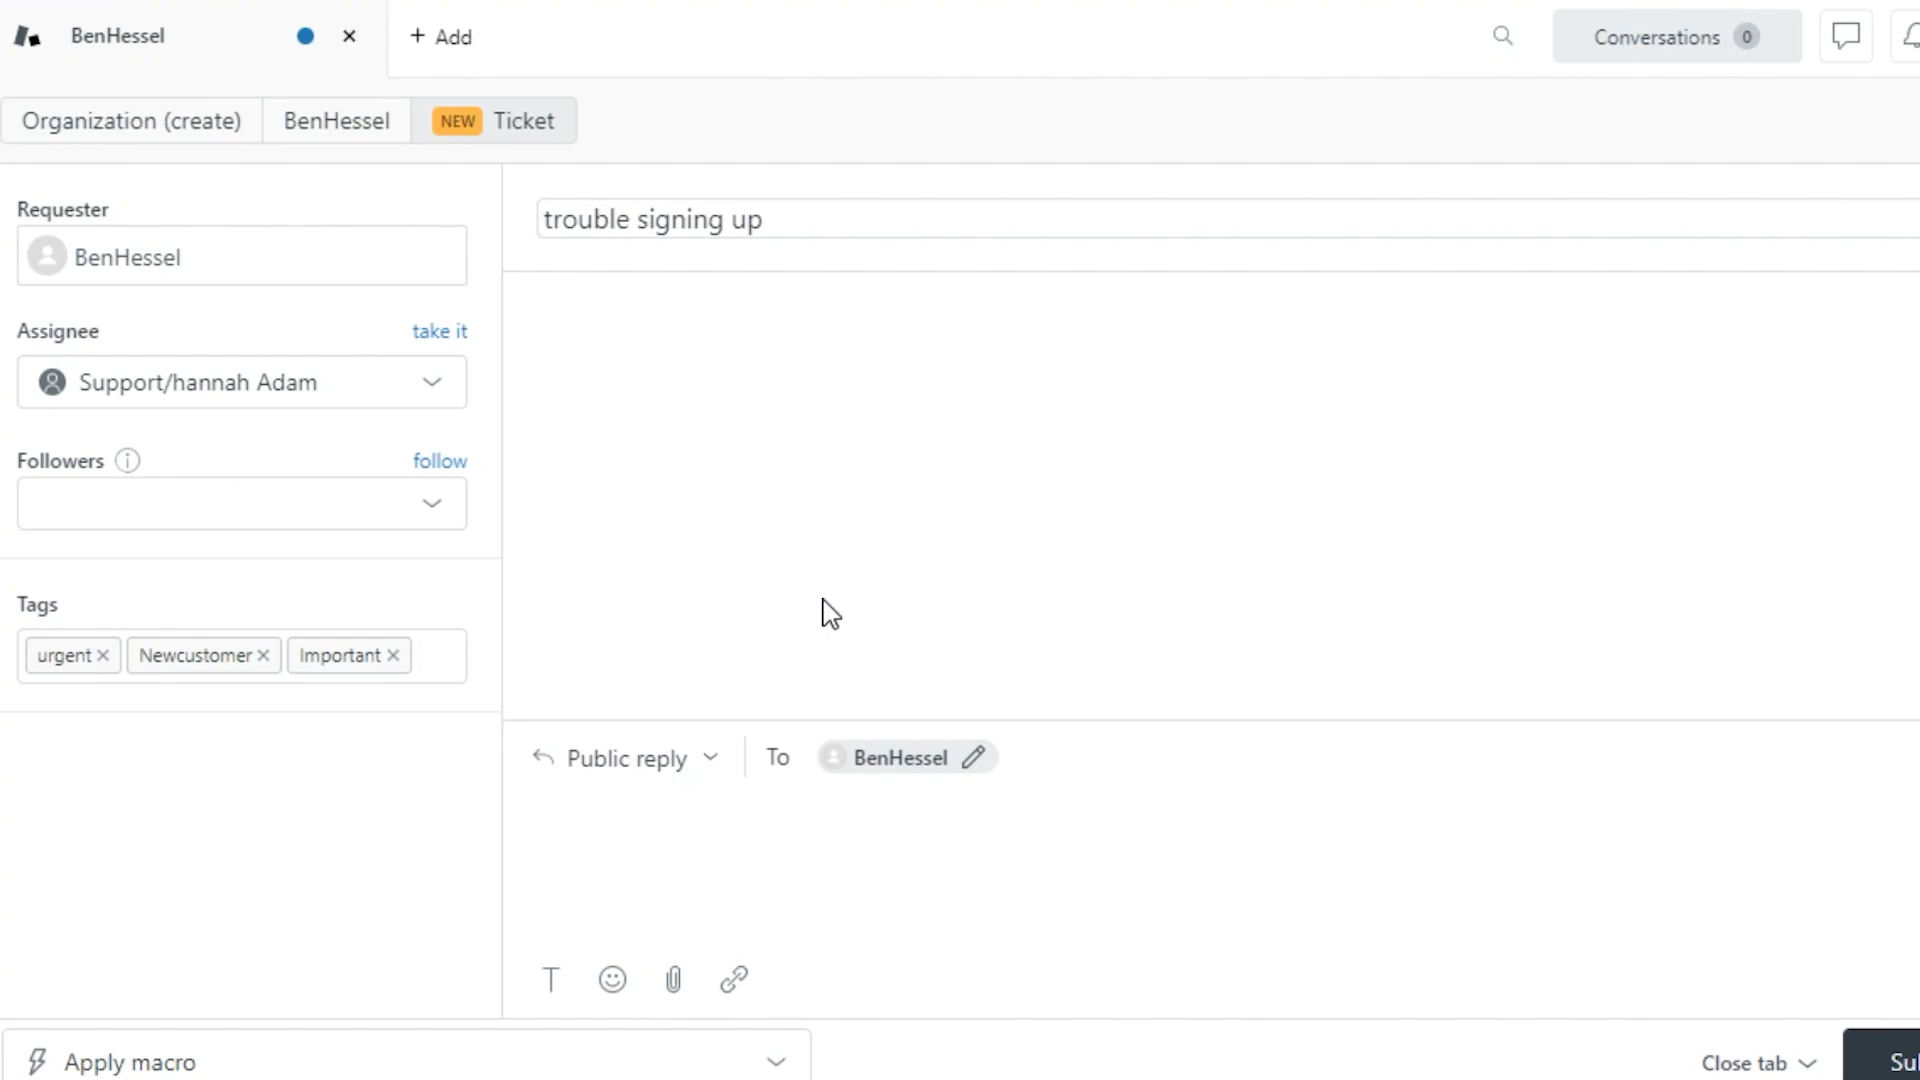 BenHessel
+ Add
Conversations 0
Organization (create)
BenHessel
NEW Ticket
Requester
BenHessel
trouble signing up
Assignee
take it
Support/hannah Adam
Followers
follow
Tags
urgent
Newcustomer
Important
Public reply
To
BenHessel
Apply macro
Close tab